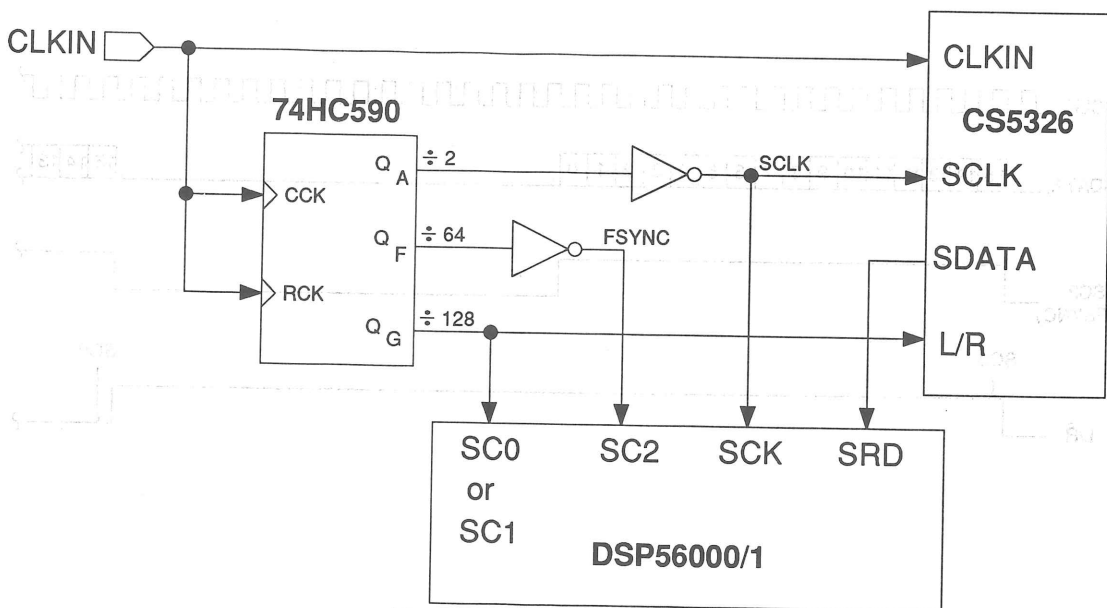 CLKIN
CLKIN
74HC590
CS5326
Q A ÷ 2
SCLK
SCLK
CCK
Q F ÷ 64
FSYNC
SDATA
RCK
Q G ÷ 128
L/R
SC0
or
SC1
SC2
SCK
SRD
DSP56000/1